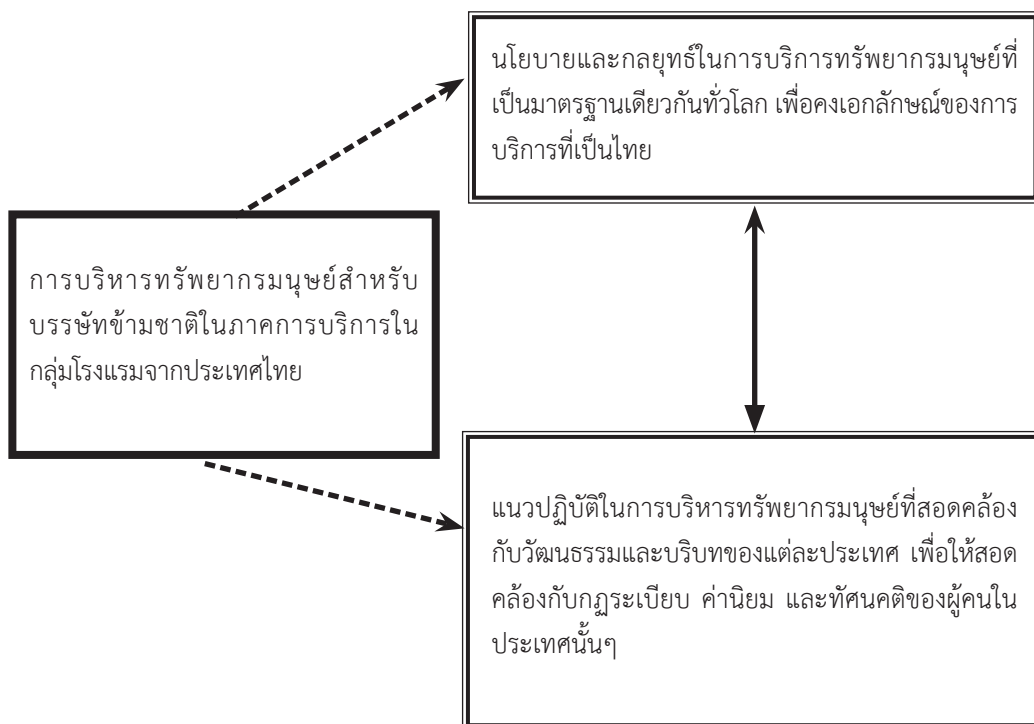 นโยบายและกลยุทธ์ในการบริการทรัพยากรมนุษย์ที่
เป็นมาตรฐานเดียวกันทั่วโลก เพื่อคงเอกลักษณ์ของการ
บริการที่เป็นไทย
การบริหารทรัพยากรมนุษย์สำหรับ
บรรษัทข้ามชาติในภาคการบริการใน
กลุ่มโรงแรมจากประเทศไทย
แนวปฏิบัติในการบริหารทรัพยากรมนุษย์ที่สอดคล้อง
กับวัฒนธรรมและบริบทของแต่ละประเทศ เพื่อให้สอด
คล้องกับกฎระเบียบ ค่านิยม และทัศนคติของผู้คนใน
ประเทศนั้นๆ